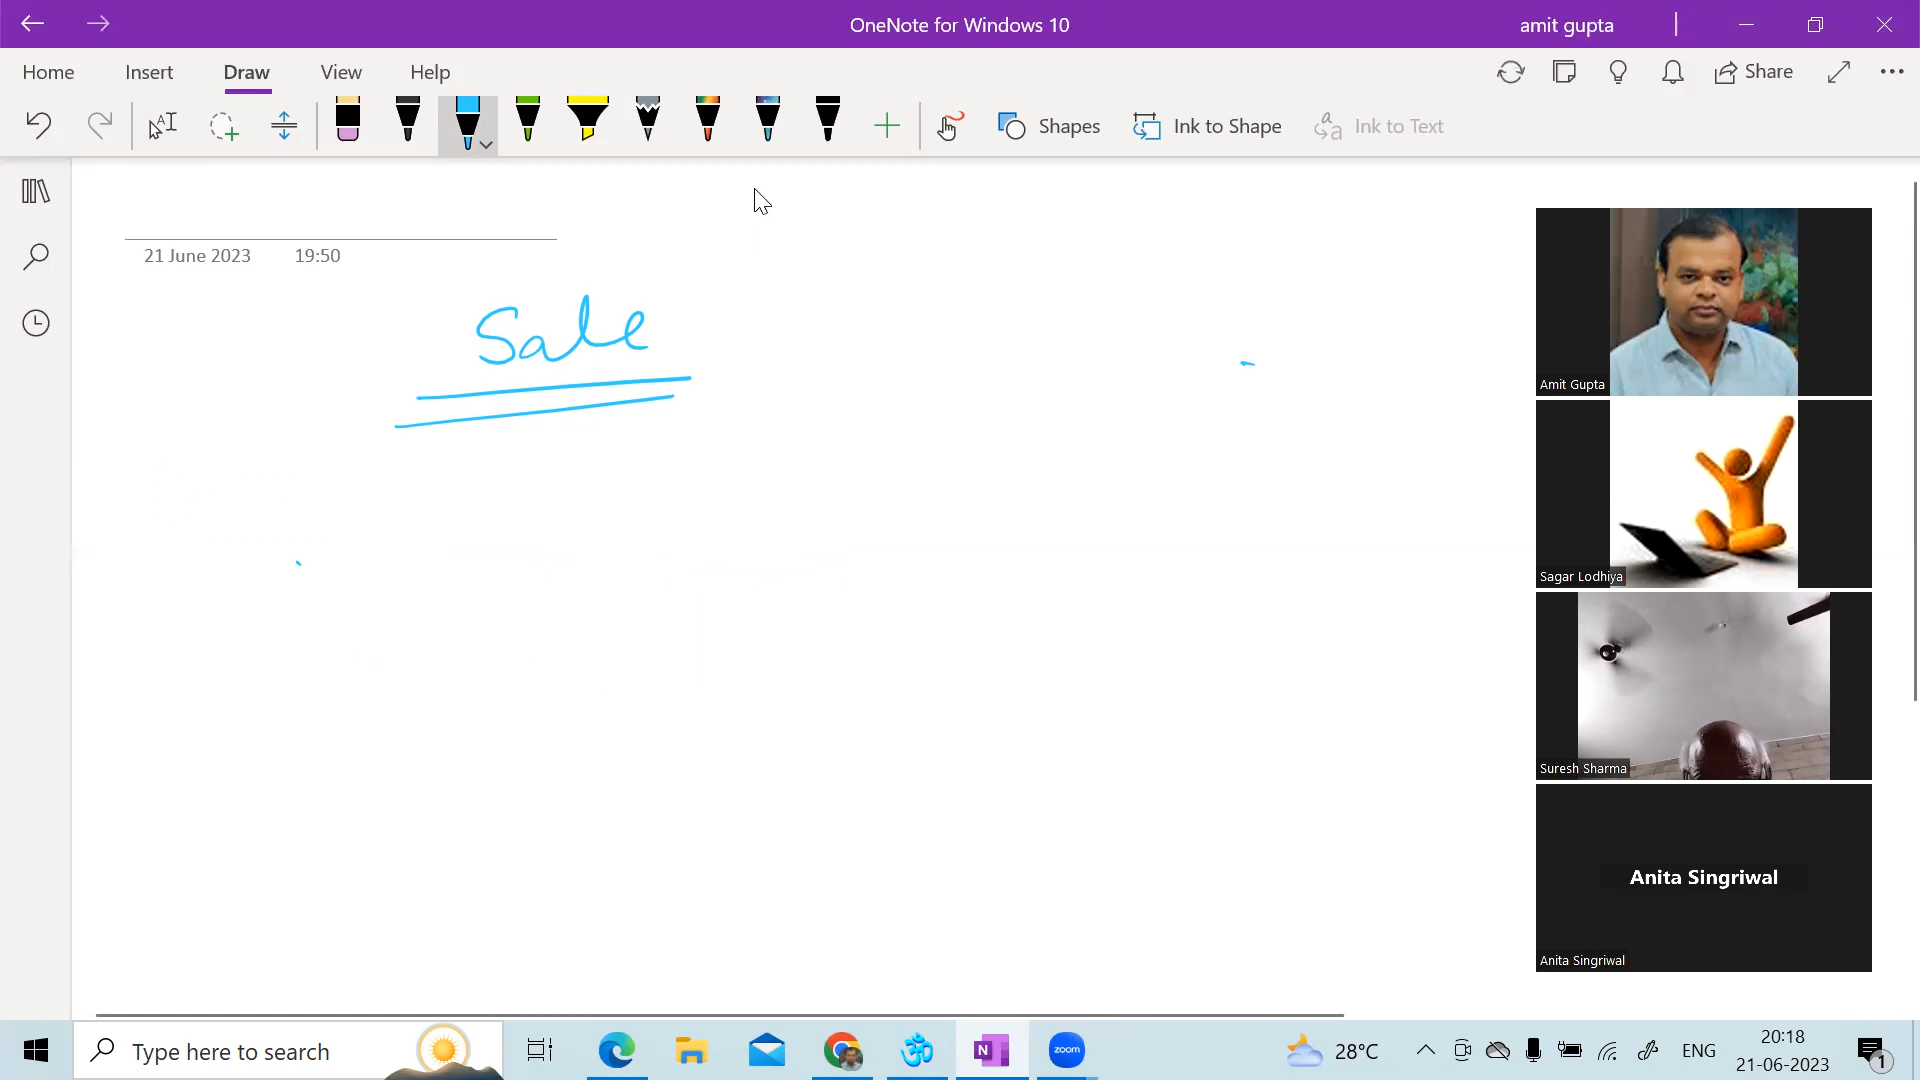 OneNote for Windows 10
amit gupta
Home Insert Draw View Help
Share
Shapes
Ink to Shape
Ink to Text
21 June 2023 19:50
Sale
Amit Gupta
Sagar Lodhiya
Suresh Sharma
Anita Singriwal
Anita Singriwal
Type here to search
N
zoom
28°C
ENG
20:18
21-06-2023
1